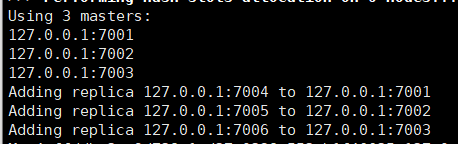 Using 3 masters:
127.0.0.1:7001
127.0.0.1:7002
127.0.0.1:7003
Adding replica 127.0.0.1:7004 to 127.0.0.1:7001
Adding replica 127.0.0.1:7005 to 127.0.0.1:7002
Adding replica 127.0.0.1:7006 to 127.0.0.1:7003